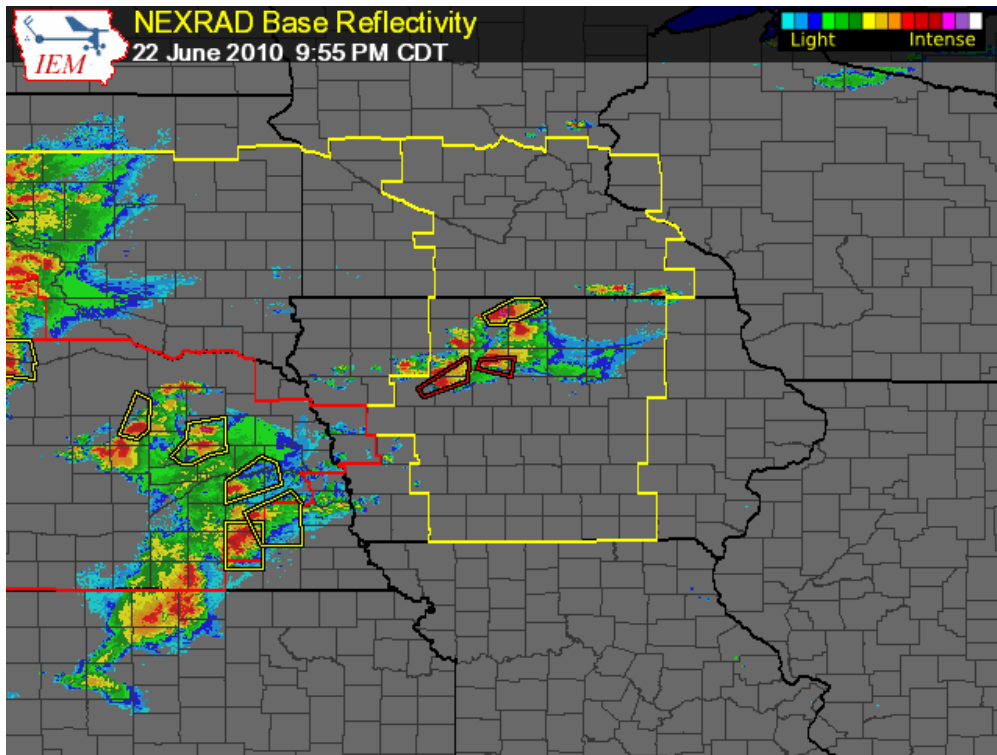 NEXRAD Base Reflectivity
22 June 2010, 9:55 PM CDT
IEM
Light Intense